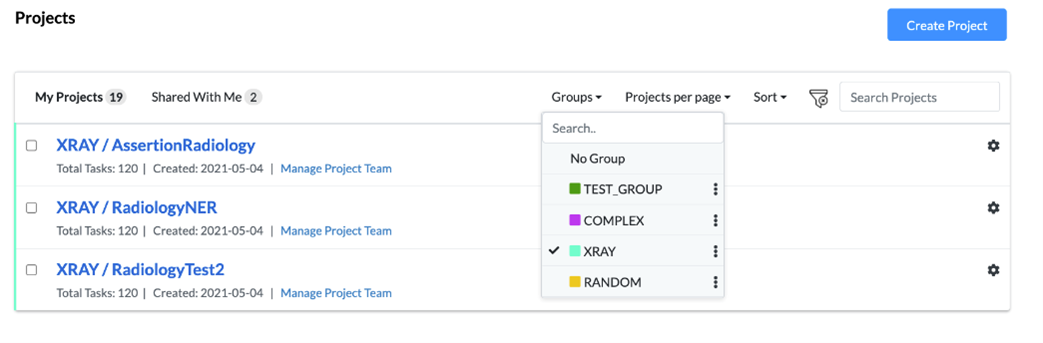 Projects
Create Project
My Projects 19 Shared With Me 2 Groups Projects per page Sort Search Projects
Search..
No Group
TEST_GROUP
COMPLEX
XRAY
RANDOM
XRAY / AssertionRadiology
Total Tasks: 120 | Created: 2021-05-04 | Manage Project Team
XRAY / RadiologyNER
Total Tasks: 120 | Created: 2021-05-04 | Manage Project Team
XRAY / RadiologyTest2
Total Tasks: 120 | Created: 2021-05-04 | Manage Project Team